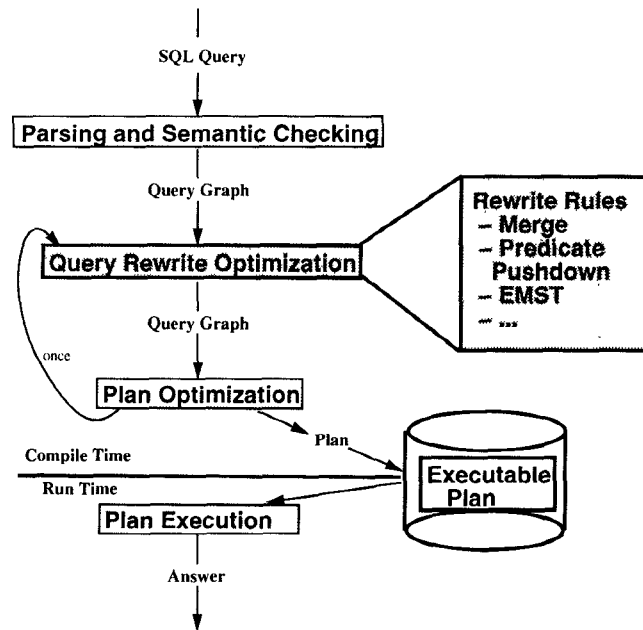 SQL Query
Parsing and Semantic Checking
Query Graph
Rewrite Rules
– Merge
– Predicate
Pushdown
– EMST
– ...
Query Rewrite Optimization
Query Graph
once
Plan Optimization
Plan
Compile Time
Run Time
Executable
Plan
Plan Execution
Answer